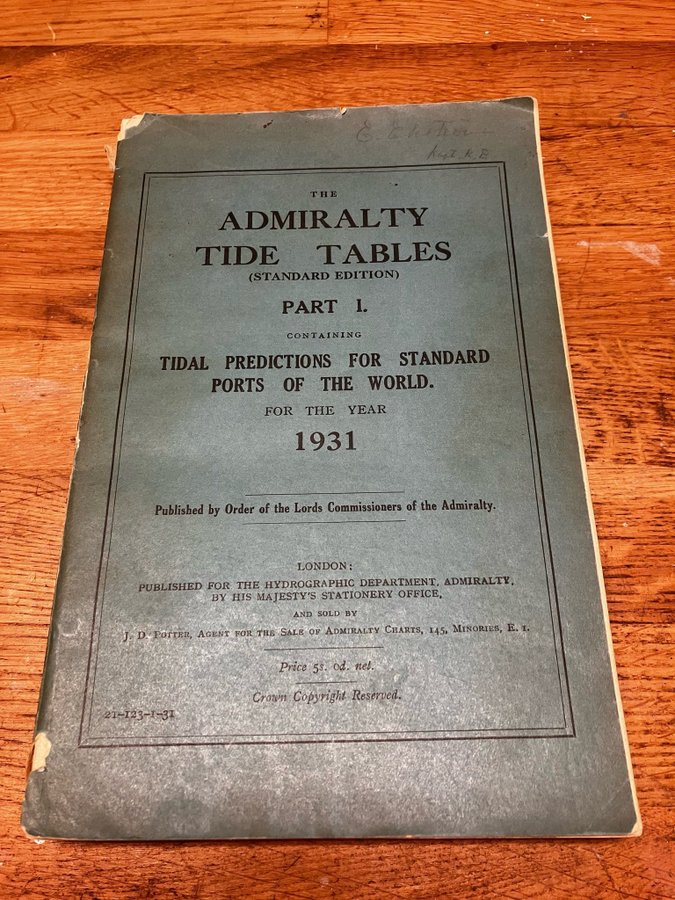 THE
ADMIRALTY
TIDE TABLES
(STANDARD EDITION)
PART I.
CONTAINING
TIDAL PREDICTIONS FOR STANDARD
PORTS OF THE WORLD.
FOR THE YEAR
1931
Published by Order of the Lords Commissioners of the Admiralty.
LONDON:
PUBLISHED FOR THE HYDROGRAPHIC DEPARTMENT, ADMIRALTY,
BY HIS MAJESTY'S STATIONERY OFFICE,
AND SOLD BY
J. D. POTTER, AGENT FOR THE SALE OF ADMIRALTY CHARTS, 145, MINORIES, E. 1.
Price 5s. 0d. net.
Crown Copyright Reserved.
21-123-1-31